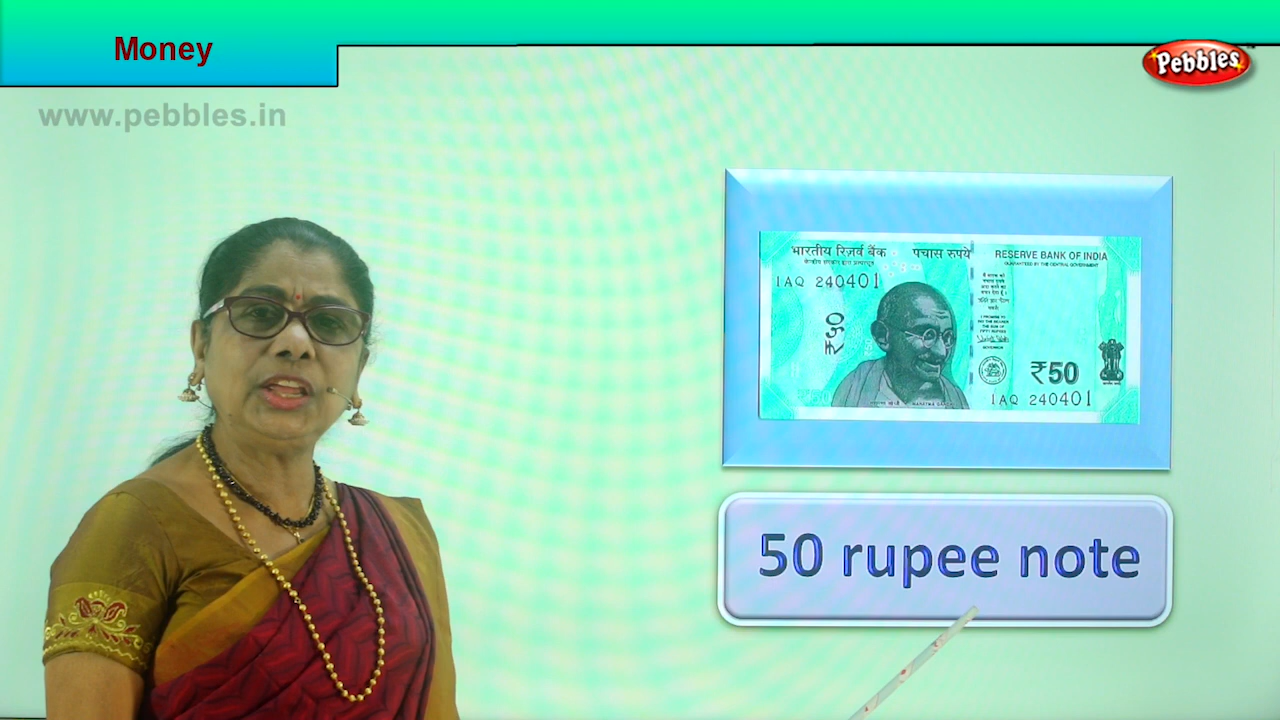 Money
Pebbles
www.pebbles.in
भारतीय रिज़र्व बैंक
पचास रुपये
RESERVE BANK OF INDIA
GUARANTEED BY THE CENTRAL GOVERNMENT
1AQ 240401
₹५०
₹50
1AQ 240401
50 rupee note